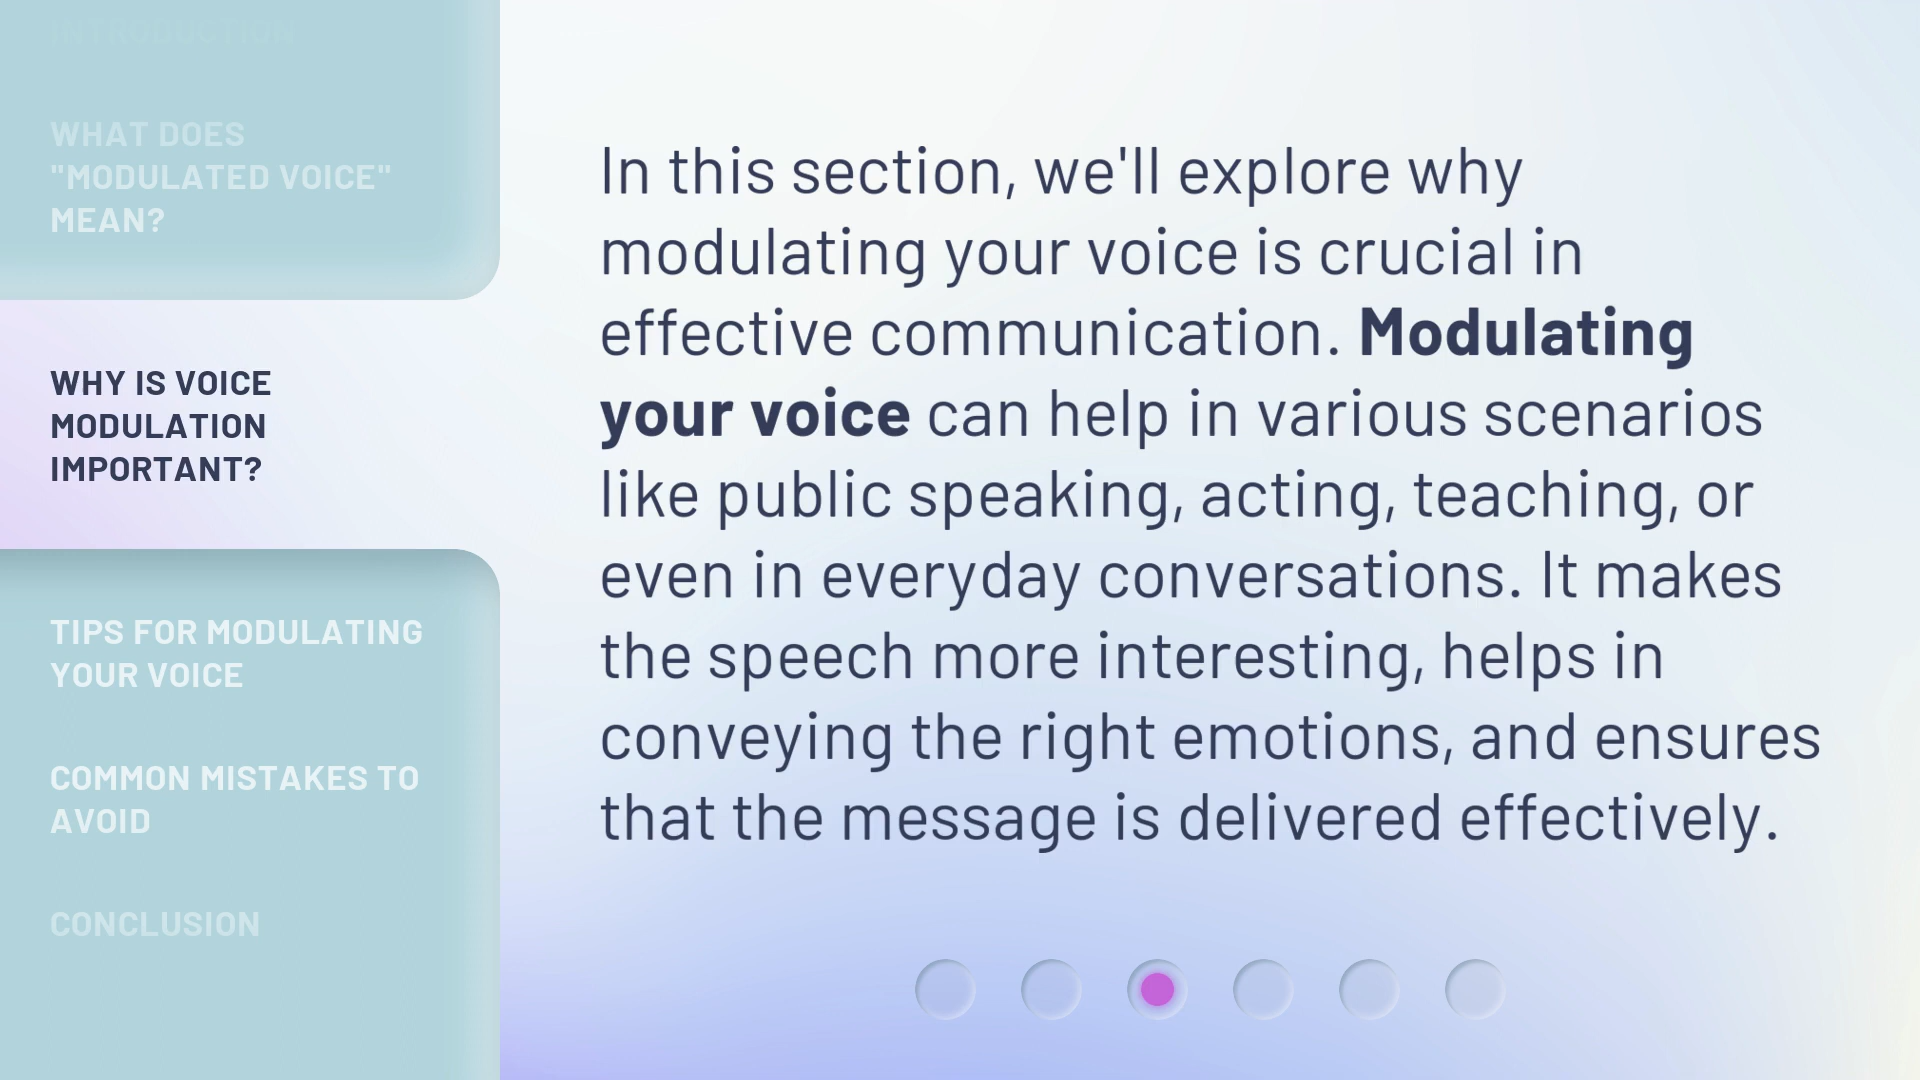 INTRODUCTION
WHAT DOES
"MODULATED VOICE"
MEAN?
WHY IS VOICE
MODULATION
IMPORTANT?
TIPS FOR MODULATING
YOUR VOICE
COMMON MISTAKES TO
AVOID
CONCLUSION
In this section, we'll explore why
modulating your voice is crucial in
effective communication. Modulating
your voice can help in various scenarios
like public speaking, acting, teaching, or
even in everyday conversations. It makes
the speech more interesting, helps in
conveying the right emotions, and ensures
that the message is delivered effectively.